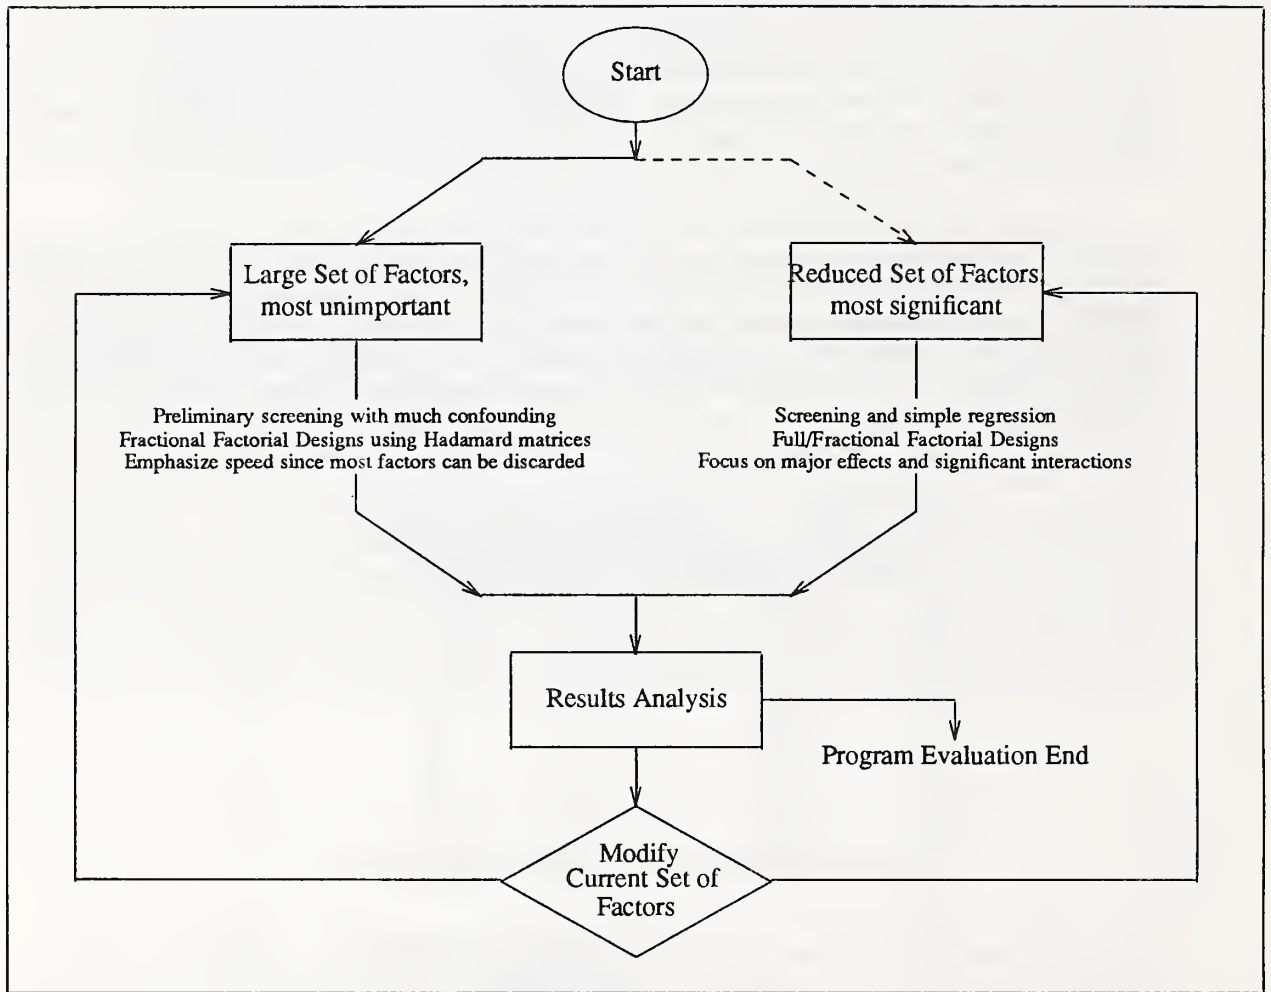 Start
Large Set of Factors,
most unimportant
Reduced Set of Factors,
most significant
Preliminary screening with much confounding
Fractional Factorial Designs using Hadamard matrices
Emphasize speed since most factors can be discarded
Screening and simple regression
Full/Fractional Factorial Designs
Focus on major effects and significant interactions
Results Analysis
Program Evaluation End
Modify
Current Set of
Factors